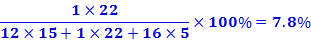 1 × 22
12 × 15 + 1 × 22 + 16 × 5 × 100% = 7.8%